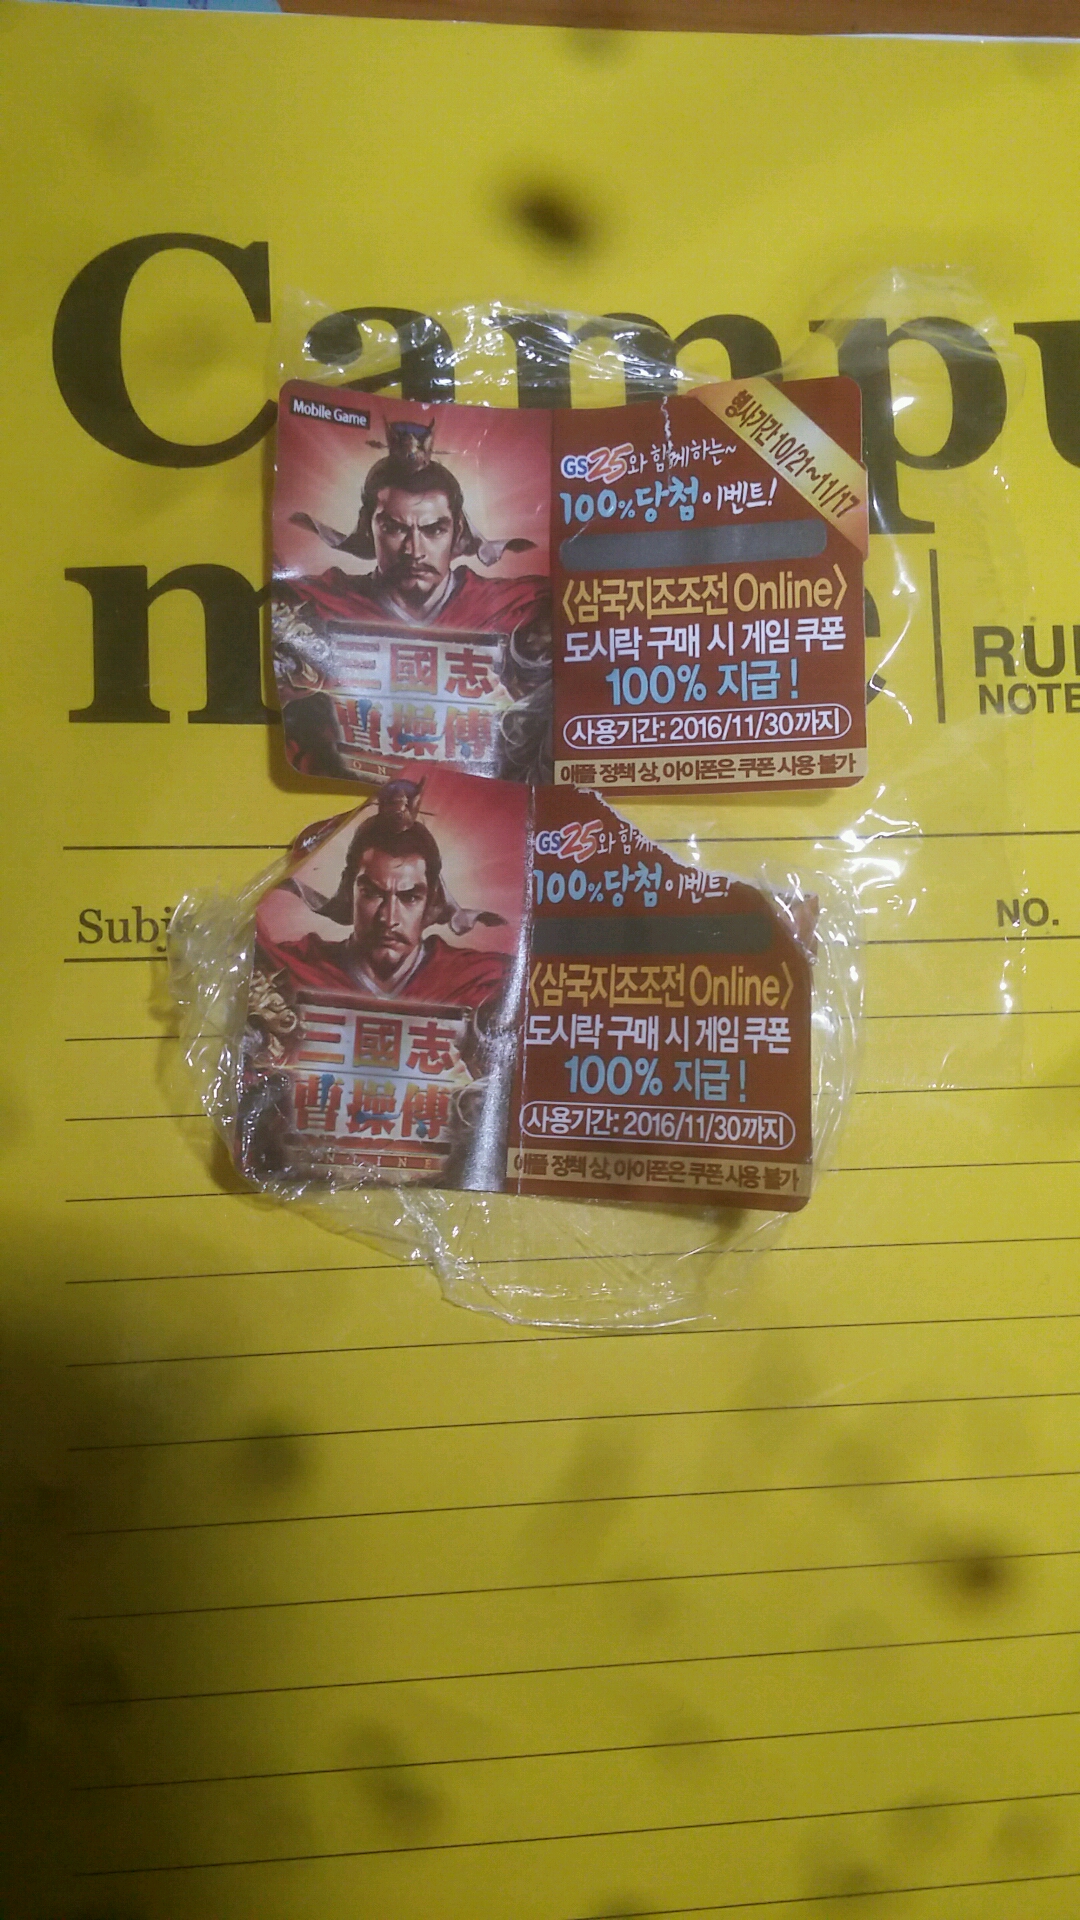 Campu
m
RU
NOTE
Mobile Game
三國志
曹操傳
행사기간 10/21~11/17
GS25와 함께하는~
100%당첨이벤트!
〈삼국지조조전 Online〉
도시락 구매 시 게임 쿠폰
100% 지급!
사용기간: 2016/11/30까지
애플 정책 상, 아이폰은 쿠폰 사용 불가
三國志
曹操傳
ONLINE
GS25와 함께
100%당첨이벤트!
〈삼국지조조전 Online〉
도시락 구매 시 게임 쿠폰
100% 지급!
사용기간: 2016/11/30까지
애플 정책 상, 아이폰은 쿠폰 사용 불가
Subj
NO.